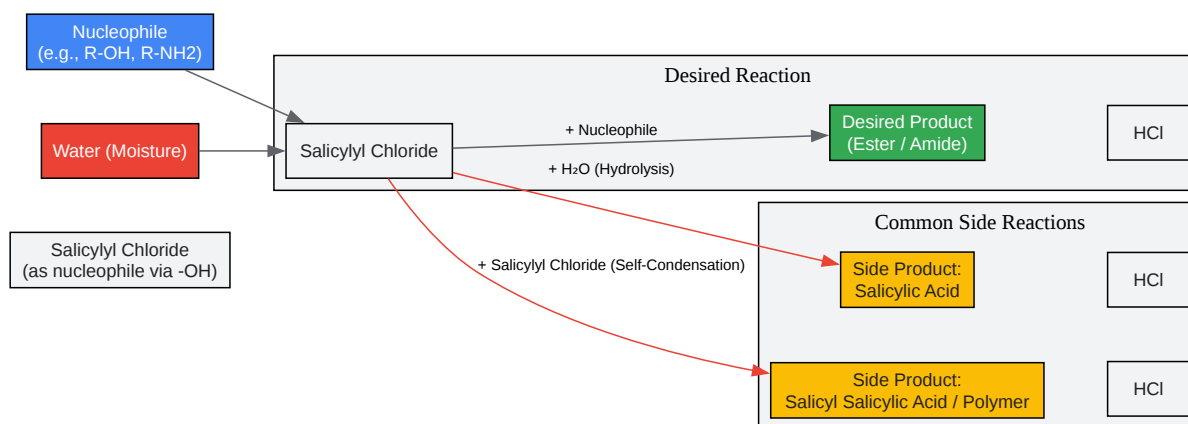 Nucleophile
(e.g., R-OH, R-NH2)
Desired Reaction
Water (Moisture)
Salicylyl Chloride
+ Nucleophile
Desired Product
(Ester / Amide)
HCl
+ H₂O (Hydrolysis)
Common Side Reactions
Salicylyl Chloride
(as nucleophile via -OH)
+ Salicylyl Chloride (Self-Condensation)
Side Product:
Salicylic Acid
HCl
Side Product:
Salicyl Salicylic Acid / Polymer
HCl